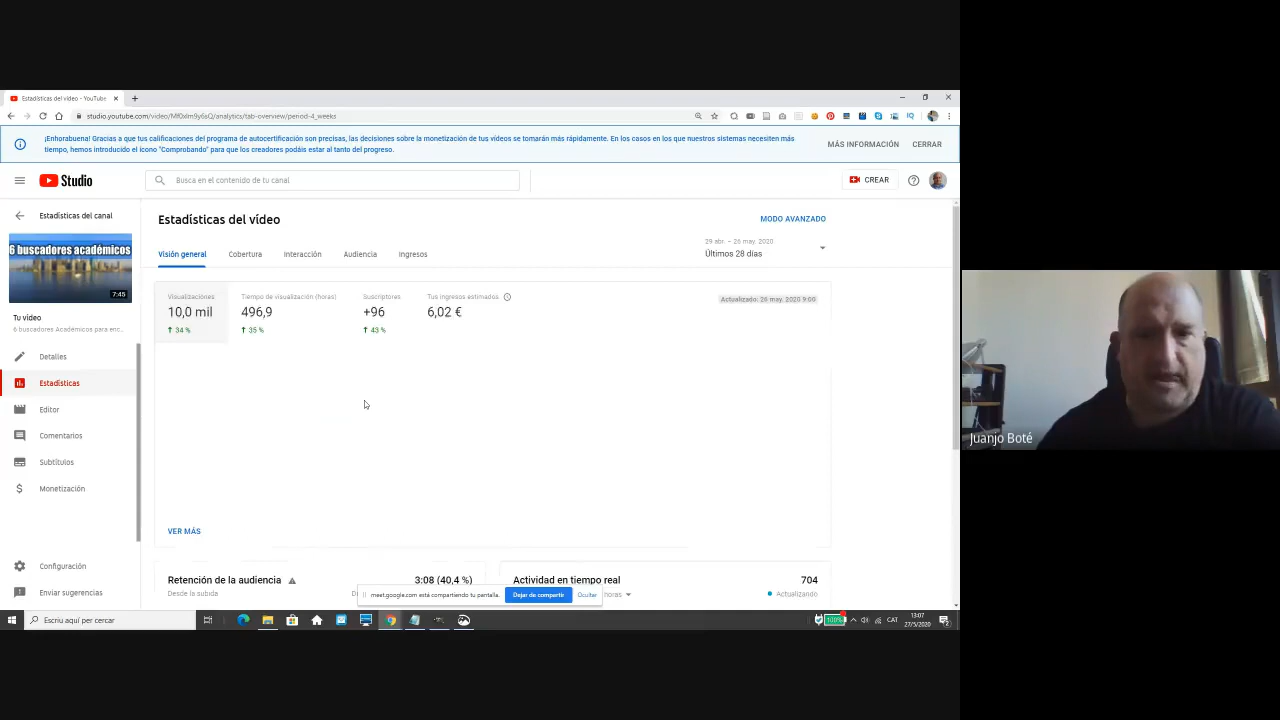 Estadísticas del vídeo - YouTube
studio.youtube.com/video/Mf0xlm9y6sQ/analytics/tab-overview/period-4_weeks
¡Enhorabuena! Gracias a que tus calificaciones del programa de autocertificación son precisas, las decisiones sobre la monetización de tus vídeos se tomarán más rápidamente. En los casos en los que nuestros sistemas necesiten más
tiempo, hemos introducido el icono "Comprobando" para que los creadores podáis estar al tanto del progreso.
MÁS INFORMACIÓN
CERRAR
Studio
Busca en el contenido de tu canal
CREAR
Estadísticas del canal
6 buscadores académicos
7:45
Tu vídeo
6 buscadores Académicos para enc...
Detalles
Estadísticas
Editor
Comentarios
Subtítulos
Monetización
Configuración
Enviar sugerencias
Estadísticas del vídeo
MODO AVANZADO
Visión general
Cobertura
Interacción
Audiencia
Ingresos
29 abr. – 26 may. 2020
Últimos 28 días
Visualizaciones
10,0 mil
34 %
Tiempo de visualización (horas)
496,9
35 %
Suscriptores
+96
43 %
Tus ingresos estimados
6,02 €
Actualizado: 26 may. 2020 9:00
VER MÁS
Retención de la audiencia
3:08 (40,4 %)
Desde la subida
Actividad en tiempo real
704
horas
Actualizando
meet.google.com está compartiendo tu pantalla.
Dejar de compartir
Ocultar
Escriu aquí per cercar
100%
CAT
13:07
27/5/2020
Juanjo Boté